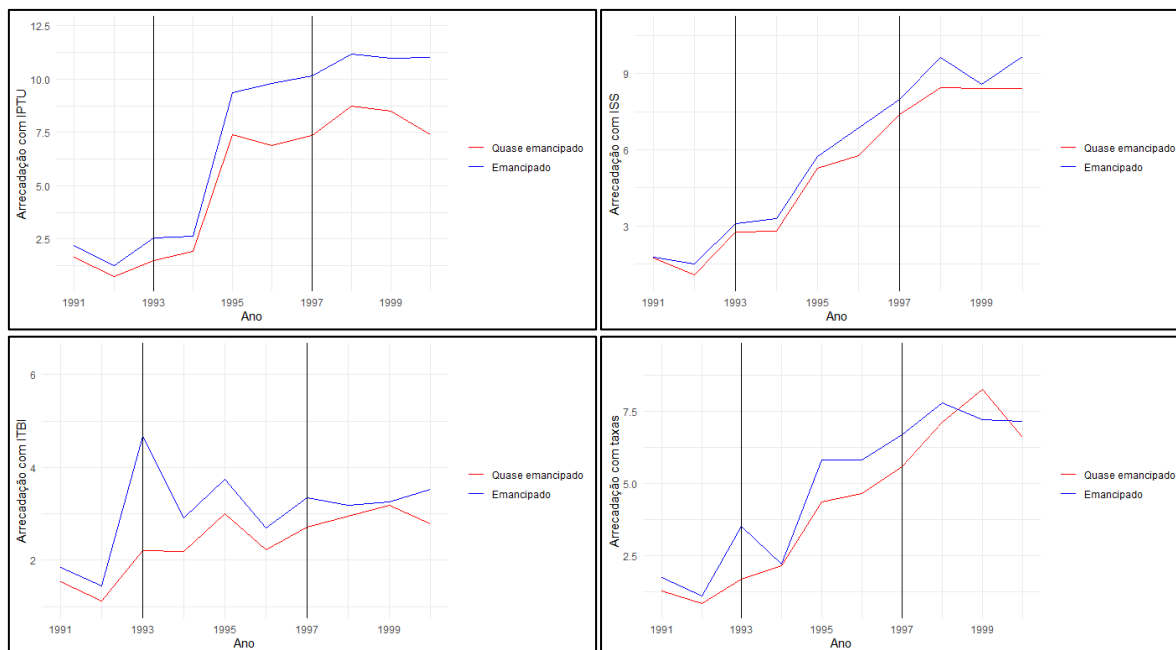 12.5
10.0
7.5
5.0
2.5
Arrecadação com IPTU
1991 1993 1995 1997 1999
Ano
Quase emancipado
Emancipado
9
6
3
Arrecadação com ISS
1991 1993 1995 1997 1999
Ano
Quase emancipado
Emancipado
6
4
2
Arrecadação com ITBI
1991 1993 1995 1997 1999
Ano
Quase emancipado
Emancipado
7.5
5.0
2.5
Arrecadação com taxas
1991 1993 1995 1997 1999
Ano
Quase emancipado
Emancipado